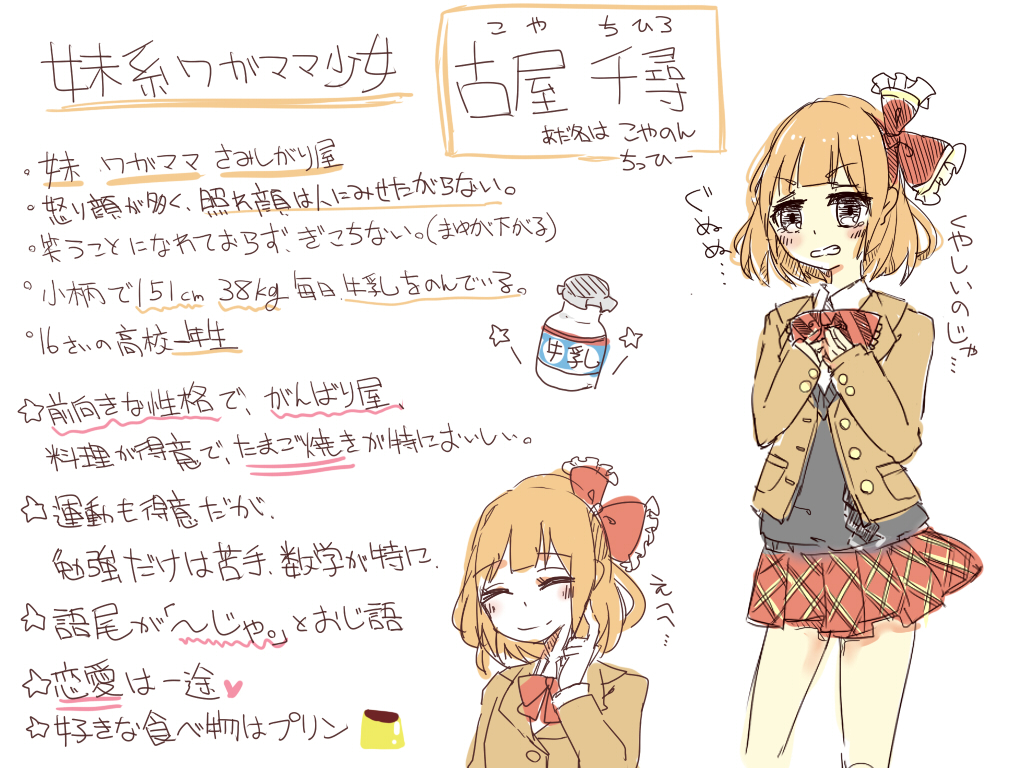 妹系ワガママ少女
こや ちひろ
古屋 千尋
あだ名は こやのん
ちっひー
・妹 ワガママ さみしがり屋
・怒り顔が多く、照れ顔は人にみせたがらない。
・笑うことになれておらず、ぎこちない。(まゆが下がる)
・小柄で151cm 38kg 毎日牛乳をのんでいる。
・16さいの高校一年生
☆前向きな性格で、がんばり屋、
料理が得意で、たまご焼きが特においしい。
☆運動も得意だが、
勉強だけは苦手、数学が特に、
☆語尾が「〜じゃ。」とおじ語
☆恋愛は一途♥
☆好きな食べ物はプリン
牛乳
ぐぬぬ…
くやしいのじゃ…
えへへ…